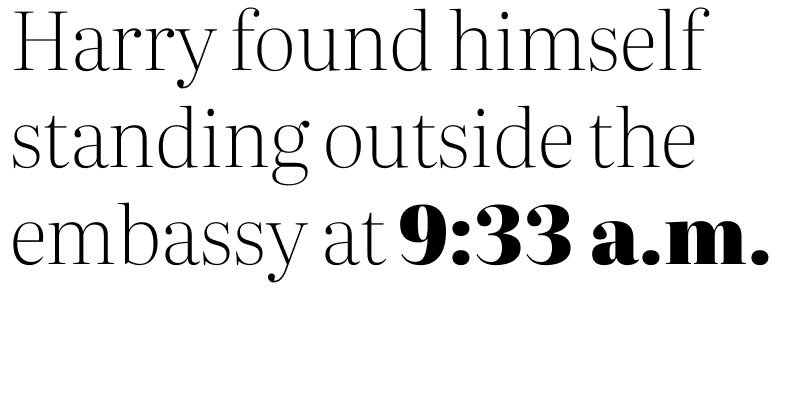 Harry found himself
standing outside the
embassy at 9:33 a.m.